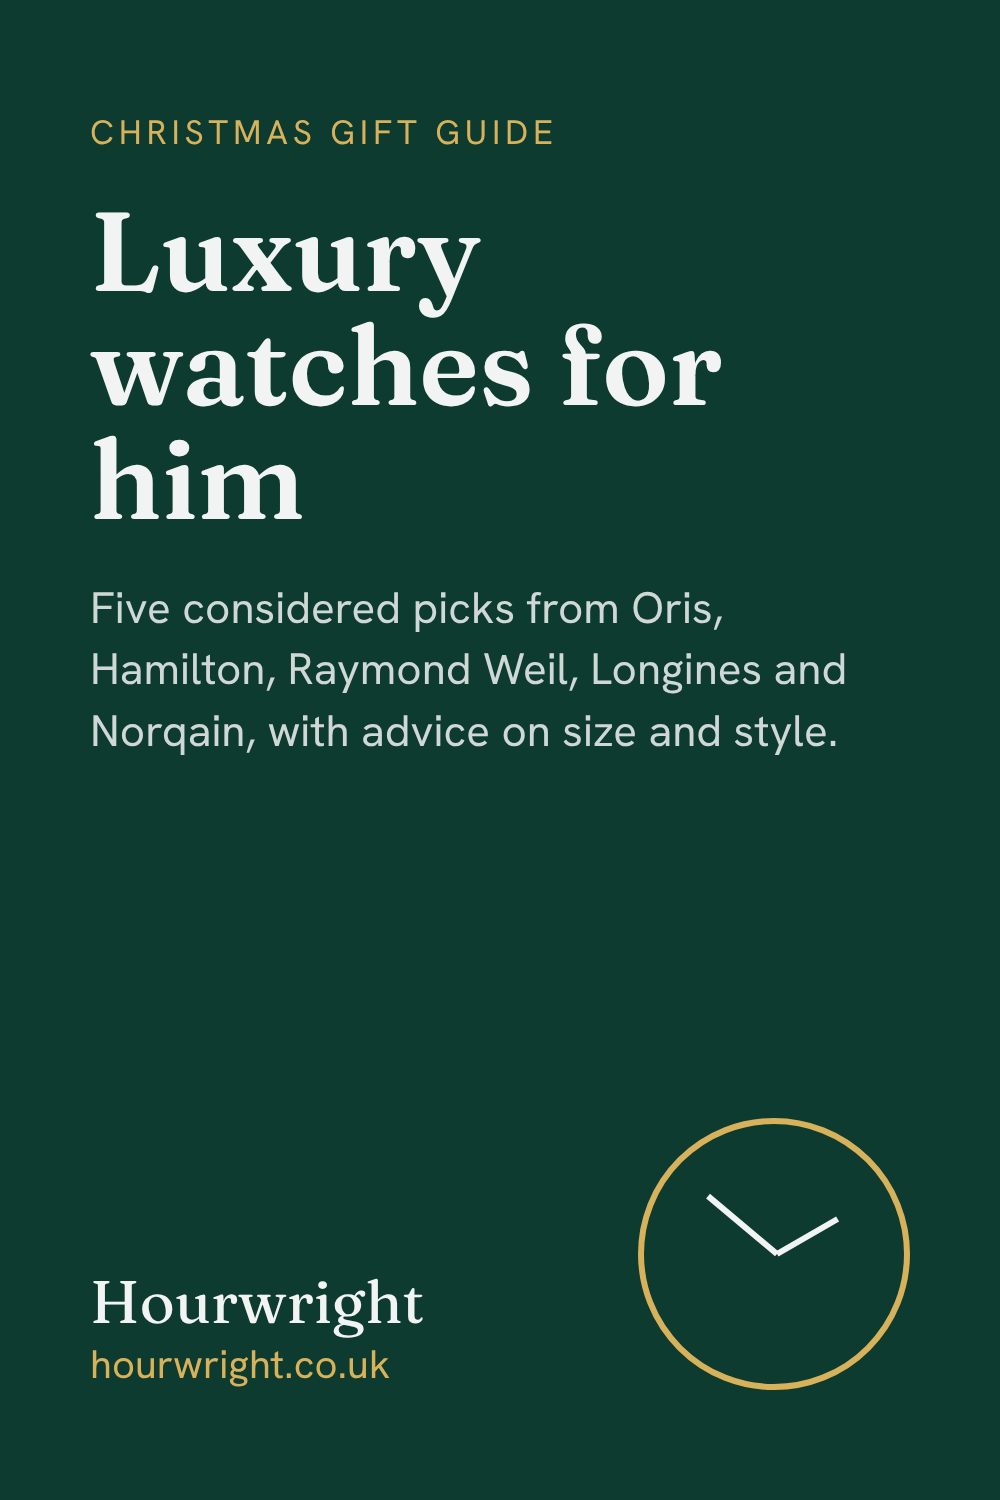 CHRISTMAS GIFT GUIDE
Luxury
watches for
him
Five considered picks from Oris,
Hamilton, Raymond Weil, Longines and
Norqain, with advice on size and style.
Hourwright
hourwright.co.uk